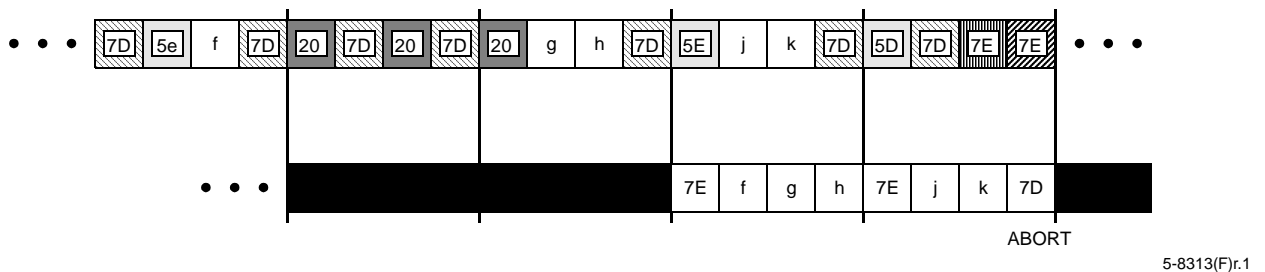 • • • 7D 5e f 7D 20 7D 20 7D 20 g h 7D 5E j k 7D 5D 7D 7E 7E • • •
• • • 7E f g h 7E j k 7D
ABORT
5-8313(F)r.1